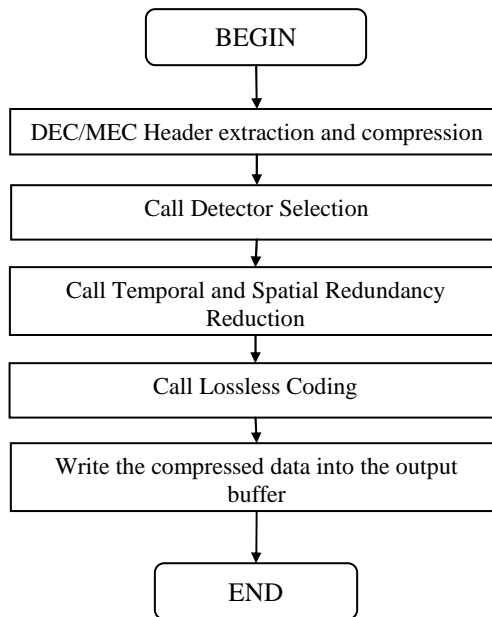 BEGIN
DEC/MEC Header extraction and compression
Call Detector Selection
Call Temporal and Spatial Redundancy
Reduction
Call Lossless Coding
Write the compressed data into the output
buffer
END